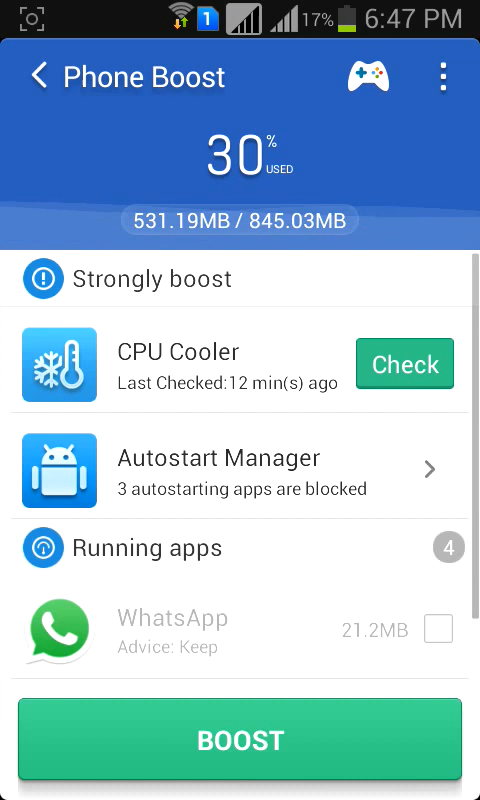 1 17% 6:47 PM
Phone Boost
30% USED
531.19MB / 845.03MB
Strongly boost
CPU Cooler
Last Checked:12 min(s) ago
Check
Autostart Manager
3 autostarting apps are blocked
Running apps
4
WhatsApp
Advice: Keep
21.2MB
BOOST